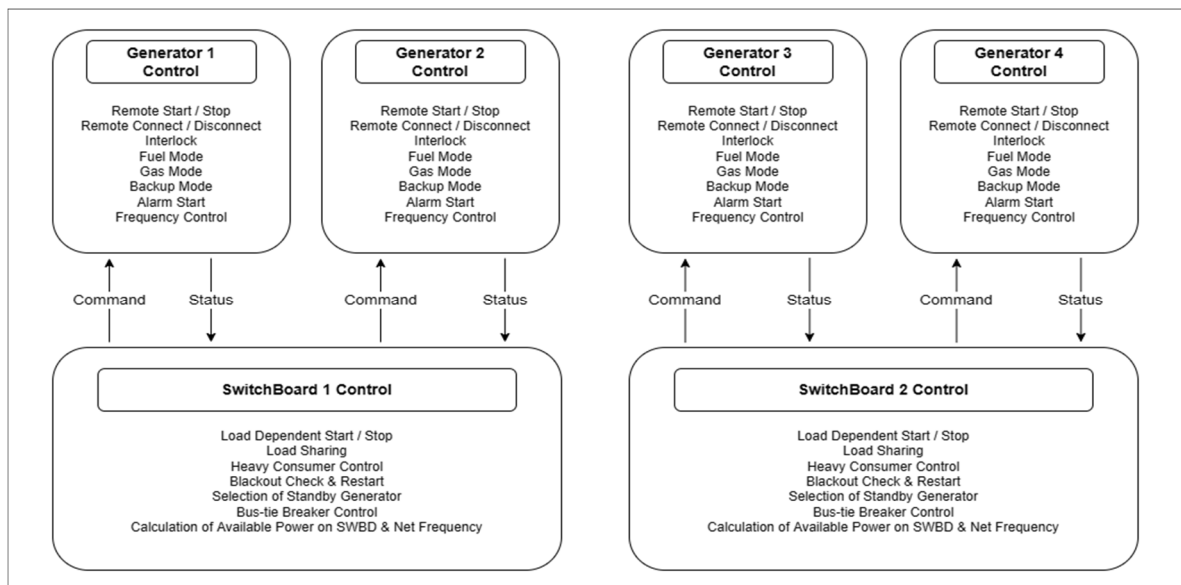 Generator 1
Control
Remote Start / Stop
Remote Connect / Disconnect
Interlock
Fuel Mode
Gas Mode
Backup Mode
Alarm Start
Frequency Control
Generator 2
Control
Remote Start / Stop
Remote Connect / Disconnect
Interlock
Fuel Mode
Gas Mode
Backup Mode
Alarm Start
Frequency Control
Generator 3
Control
Remote Start / Stop
Remote Connect / Disconnect
Interlock
Fuel Mode
Gas Mode
Backup Mode
Alarm Start
Frequency Control
Generator 4
Control
Remote Start / Stop
Remote Connect / Disconnect
Interlock
Fuel Mode
Gas Mode
Backup Mode
Alarm Start
Frequency Control
Command
Status
Command
Status
Command
Status
Command
Status
SwitchBoard 1 Control
Load Dependent Start / Stop
Load Sharing
Heavy Consumer Control
Blackout Check & Restart
Selection of Standby Generator
Bus-tie Breaker Control
Calculation of Available Power on SWBD & Net Frequency
SwitchBoard 2 Control
Load Dependent Start / Stop
Load Sharing
Heavy Consumer Control
Blackout Check & Restart
Selection of Standby Generator
Bus-tie Breaker Control
Calculation of Available Power on SWBD & Net Frequency